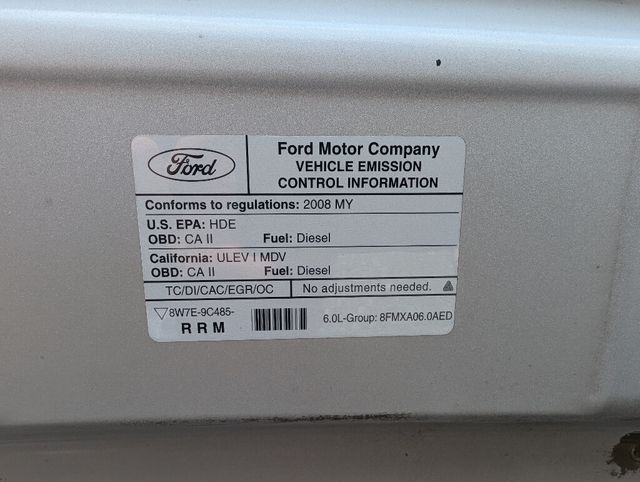 Ford
Ford Motor Company
VEHICLE EMISSION
CONTROL INFORMATION
Conforms to regulations: 2008 MY
U.S. EPA: HDE
OBD: CA II Fuel: Diesel
California: ULEV I MDV
OBD: CA II Fuel: Diesel
TC/DI/CAC/EGR/OC No adjustments needed.
8W7E-9C485-
R R M
6.0L-Group: 8FMXA06.0AED